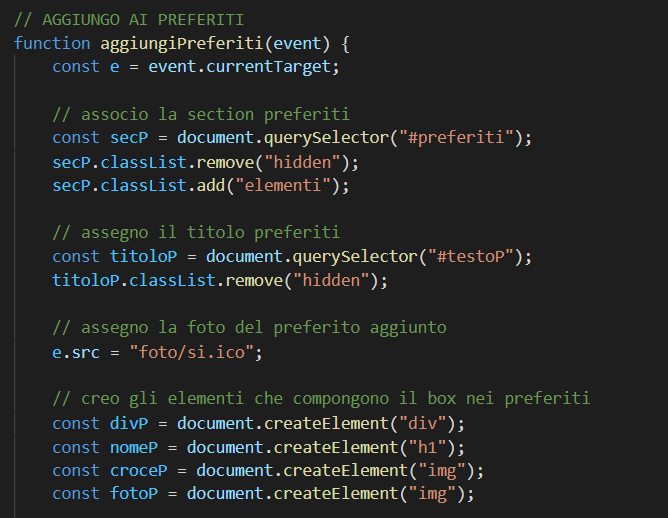 // AGGIUNGO AI PREFERITI
function aggiungiPreferiti(event) {
const e = event.currentTarget;
// associo la section preferiti
const secP = document.querySelector("#preferiti");
secP.classList.remove("hidden");
secP.classList.add("elementi");
// assegno il titolo preferiti
const titoloP = document.querySelector("#testoP");
titoloP.classList.remove("hidden");
// assegno la foto del preferito aggiunto
e.src = "foto/si.ico";
// creo gli elementi che compongono il box nei preferiti
const divP = document.createElement("div");
const nomeP = document.createElement("h1");
const croceP = document.createElement("img");
const fotoP = document.createElement("img");